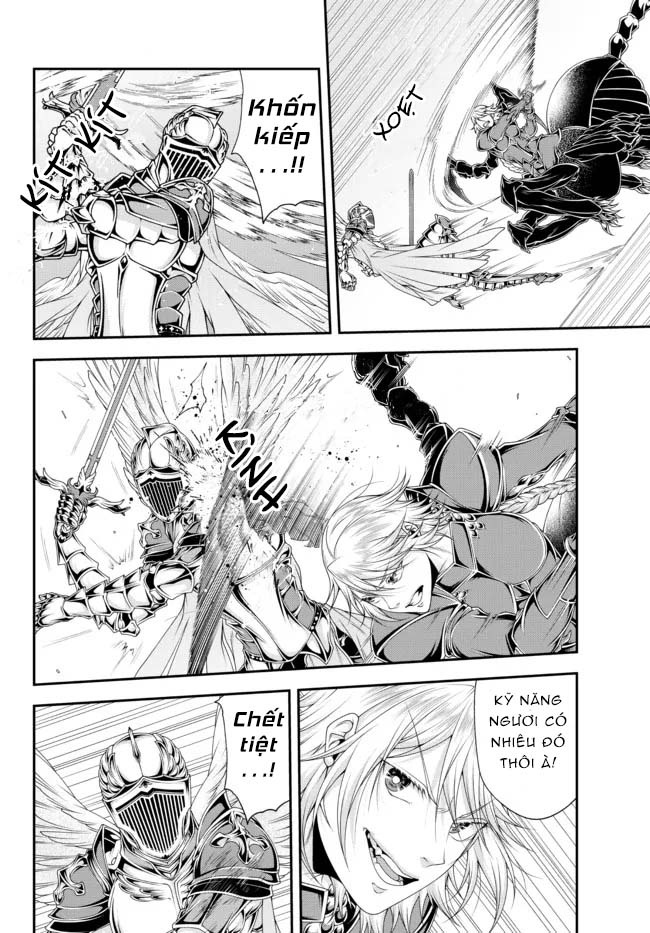 XOẸT
Khốn
kiếp
...!!
KÍT KÍT
KÌNH
KỸ NĂNG
NGƯƠI CÓ
NHIÊU ĐÓ
THÔI À!
Chết
tiệt
...!